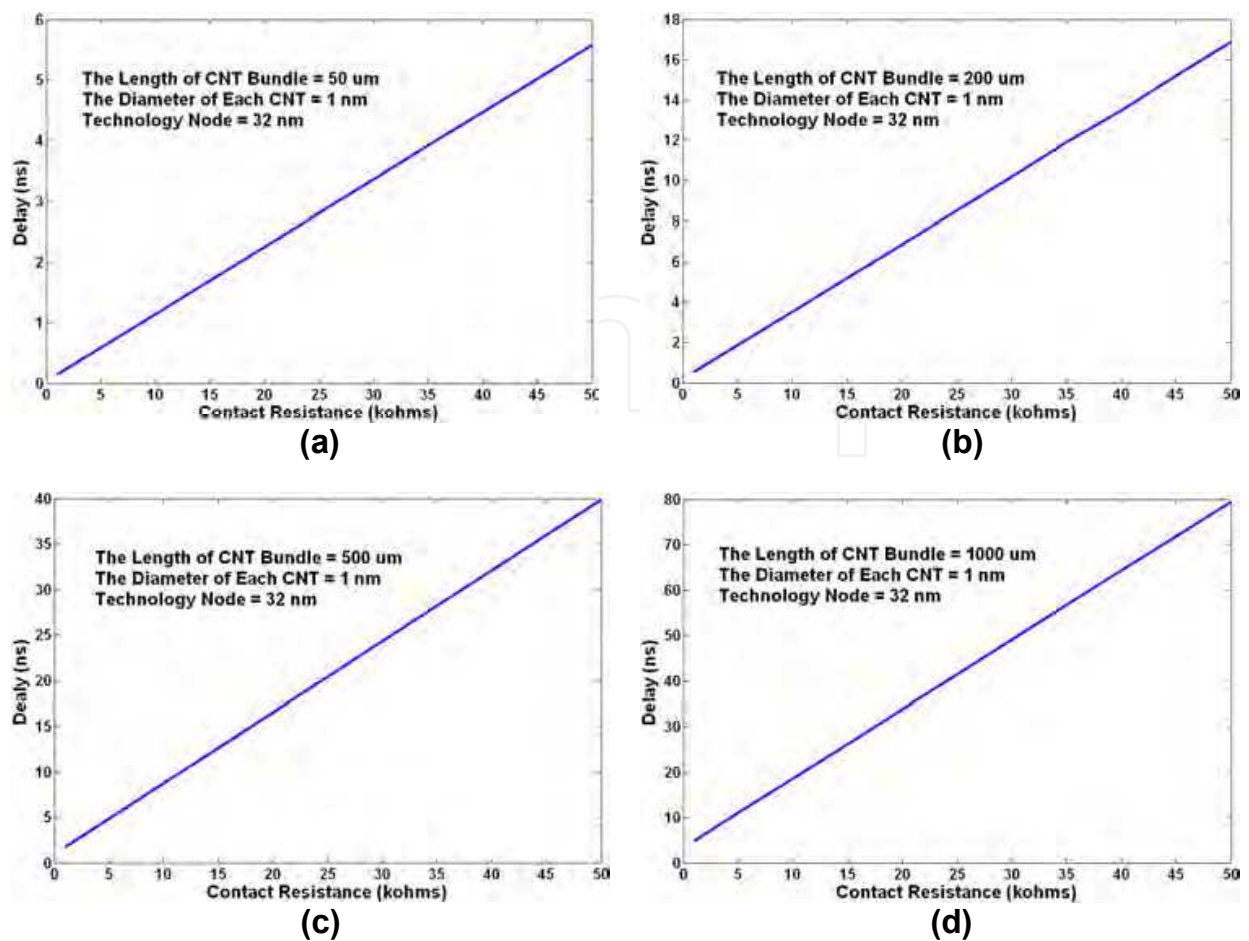 6
5
4
3
2
1
0
Delay (ns)
The Length of CNT Bundle = 50 um
The Diameter of Each CNT = 1 nm
Technology Node = 32 nm
0 5 10 15 20 25 30 35 40 45 50
Contact Resistance (kohms)
(a)
18
16
14
12
10
8
6
4
2
0
Delay (ns)
The Length of CNT Bundle = 200 um
The Diameter of Each CNT = 1 nm
Technology Node = 32 nm
0 5 10 15 20 25 30 35 40 45 50
Contact Resistance (kohms)
(b)
40
35
30
25
20
15
10
5
0
Dealy (ns)
The Length of CNT Bundle = 500 um
The Diameter of Each CNT = 1 nm
Technology Node = 32 nm
0 5 10 15 20 25 30 35 40 45 50
Contact Resistance (kohms)
(c)
80
70
60
50
40
30
20
10
0
Delay (ns)
The Length of CNT Bundle = 1000 um
The Diameter of Each CNT = 1 nm
Technology Node = 32 nm
0 5 10 15 20 25 30 35 40 45 50
Contact Resistance (kohms)
(d)